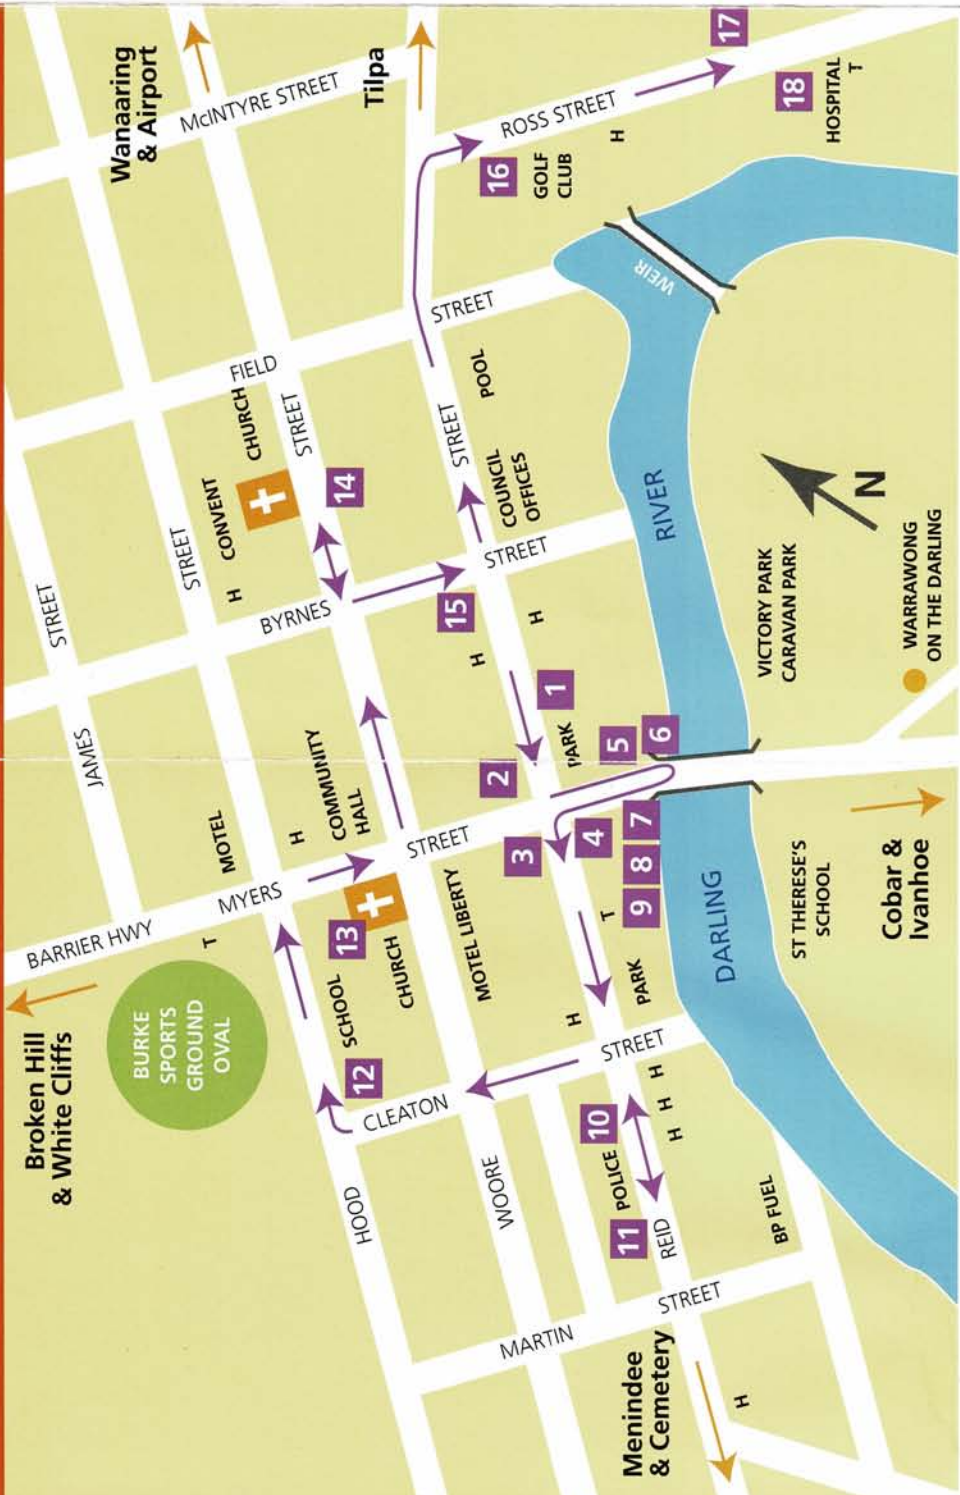 Wanaaring
& Airport
McINTYRE STREET
Tilpa
ROSS STREET
17
18
HOSPITAL
T
H
16
GOLF
CLUB
WEIR
STREET
FIELD
POOL
CHURCH
CONVENT
STREET
14
STREET
COUNCIL
OFFICES
STREET
H
BYRNES
STREET
15
H
H
RIVER
N
VICTORY PARK
CARAVAN PARK
WARRAWONG
ON THE DARLING
STREET
JAMES
1
PARK
2
5
6
MOTEL
H
COMMUNITY
HALL
STREET
3
4
7
8
9
T
BARRIER HWY
MYERS
T
13
CHURCH
SCHOOL
MOTEL LIBERTY
PARK
DARLING
ST THERESE'S
SCHOOL
Cobar &
Ivanhoe
Broken Hill
& White Cliffs
BURKE
SPORTS
GROUND
OVAL
12
CLEATON
STREET
H
H
H
H
10
POLICE
11
REID
HOOD
WOORE
BP FUEL
MARTIN
STREET
Menindee
& Cemetery
H